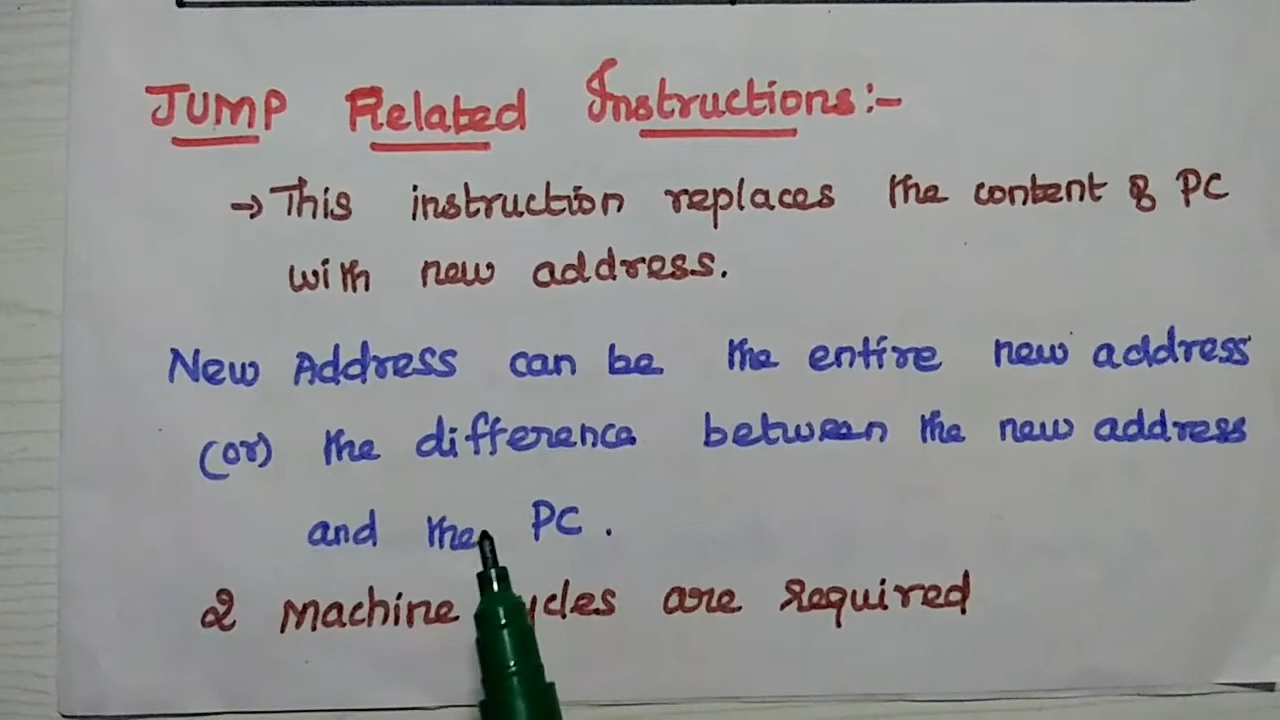 JUMP Related Instructions:-
→ This instruction replaces the content of PC
with new address.
New Address can be the entire new address
(or) the difference between the new address
and the PC.
2 Machine are required